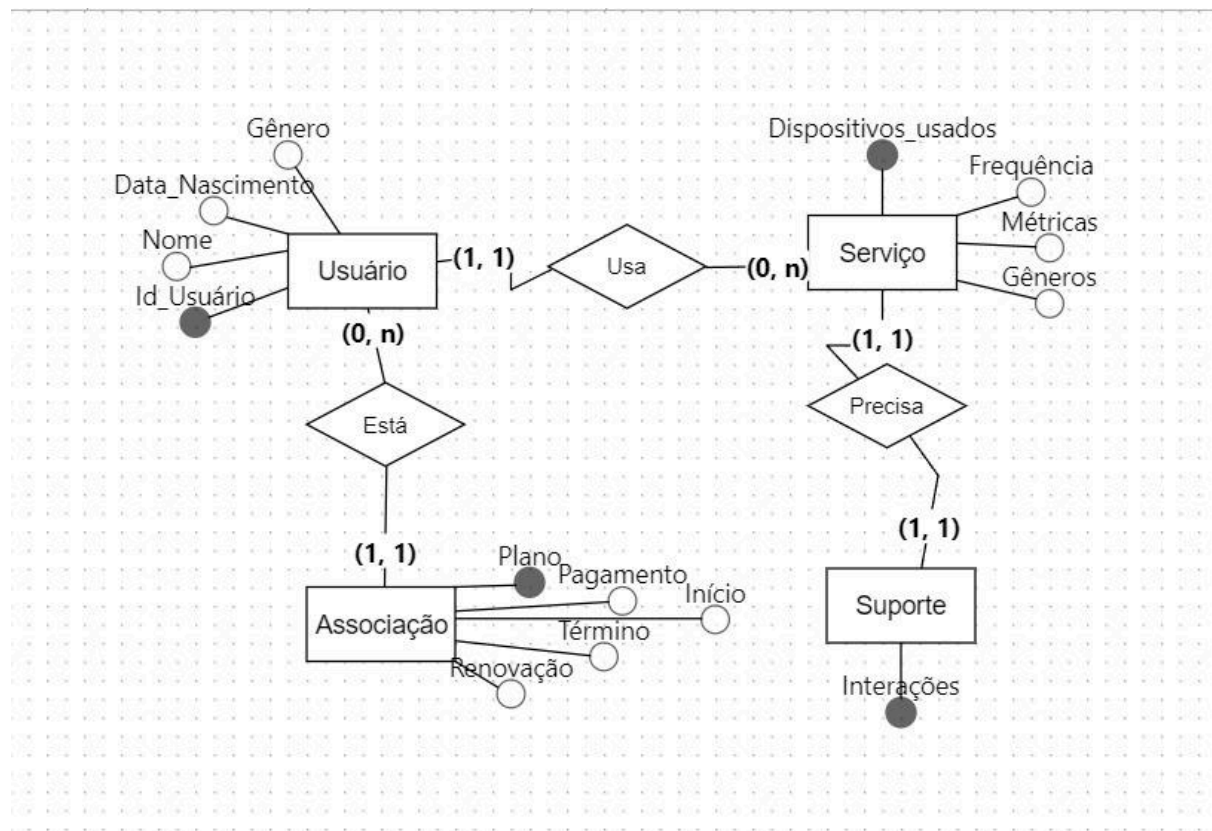 Gênero
Dispositivos_usados
Data_Nascimento
Frequência
Nome
Métricas
Usuário
(1, 1)
Usa
(0, n)
Serviço
Gêneros
Id_Usuário
(0, n)
(1, 1)
Está
Precisa
(1, 1)
(1, 1)
Plano
Pagamento
Início
Associação
Término
Renovação
Suporte
Interações